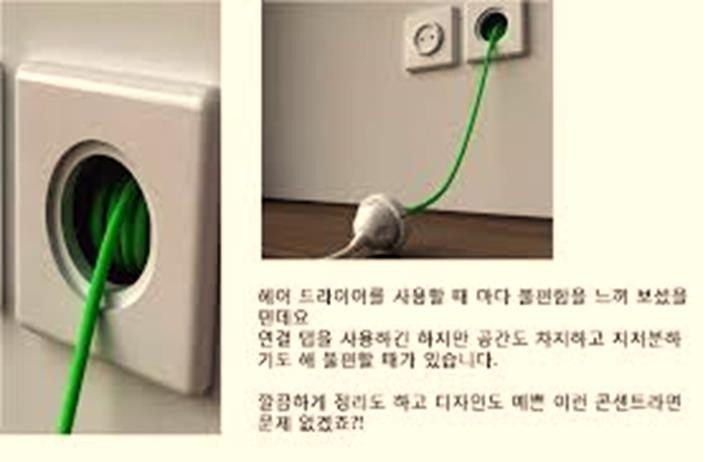 헤어 드라이어를 사용할 때 마다 불편함을 느껴 보셨을
텐데요
연결 탭을 사용하긴 하지만 공간도 차지하고 지저분하
기도 해 불편할 때가 있습니다.
깔끔하게 정리도 하고 디자인도 예쁜 이런 콘센트라면
문제 없겠죠?!